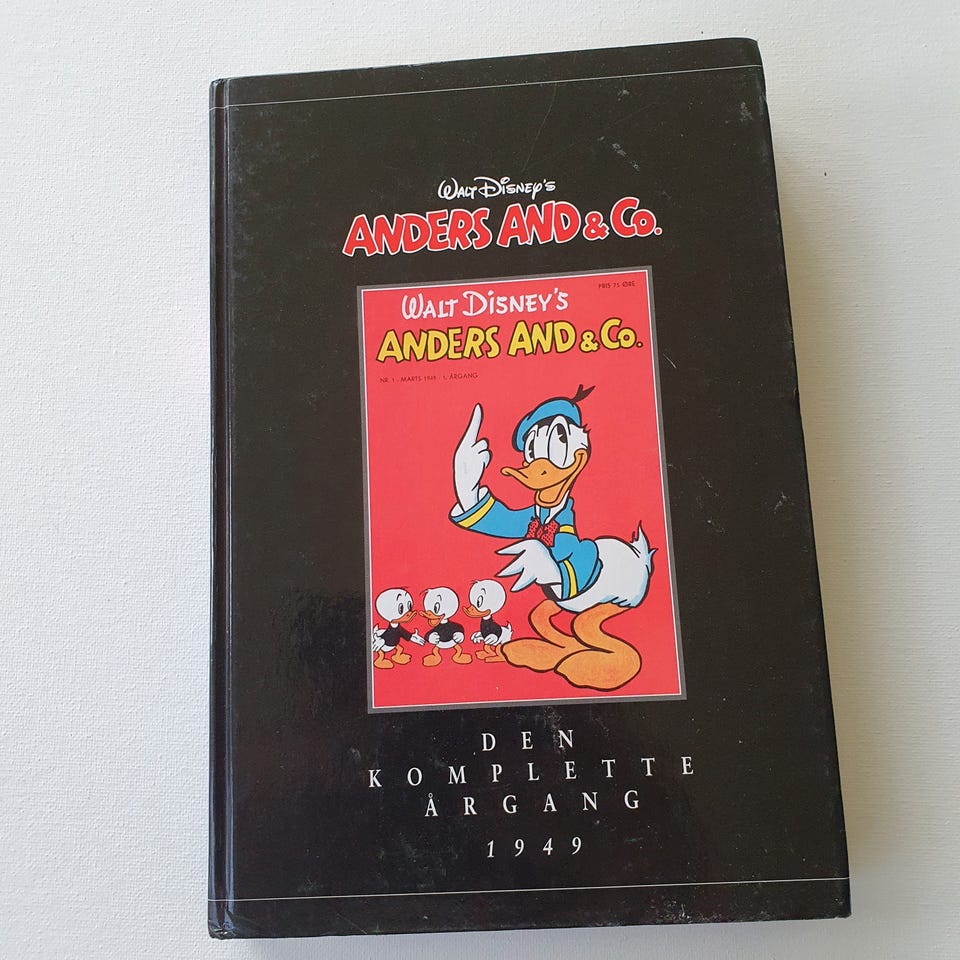 WALT DISNEY'S
ANDERS AND & Co.
PRIS 75 ØRE
WALT DISNEY'S
ANDERS AND & Co.
NR. 1 - MARTS 1949 - 1. ÅRGANG
DEN
KOMPLETTE
ÅRGANG
1949